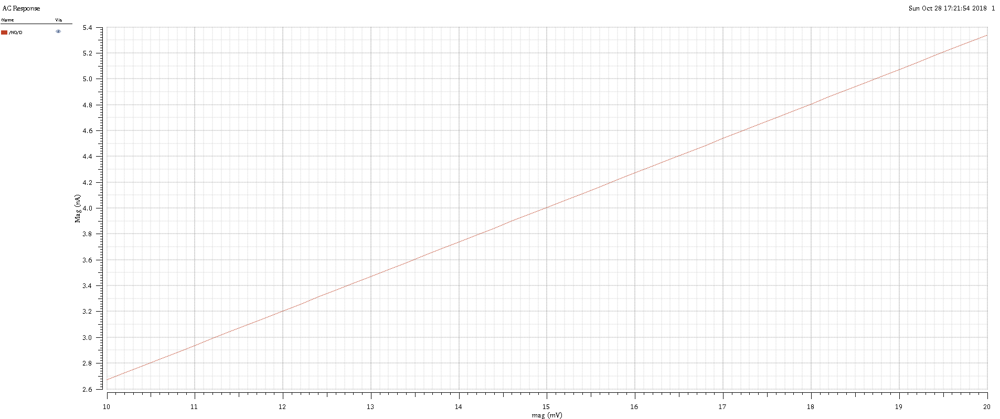 AC Response
Sun Oct 28 17:21:54 2018 1
Name Vis
/M0/D
5.4
5.2
5.0
4.8
4.6
4.4
4.2
4.0
3.8
3.6
3.4
3.2
3.0
2.8
2.6
Mag (nA)
10 11 12 13 14 15 16 17 18 19 20
mag (mV)